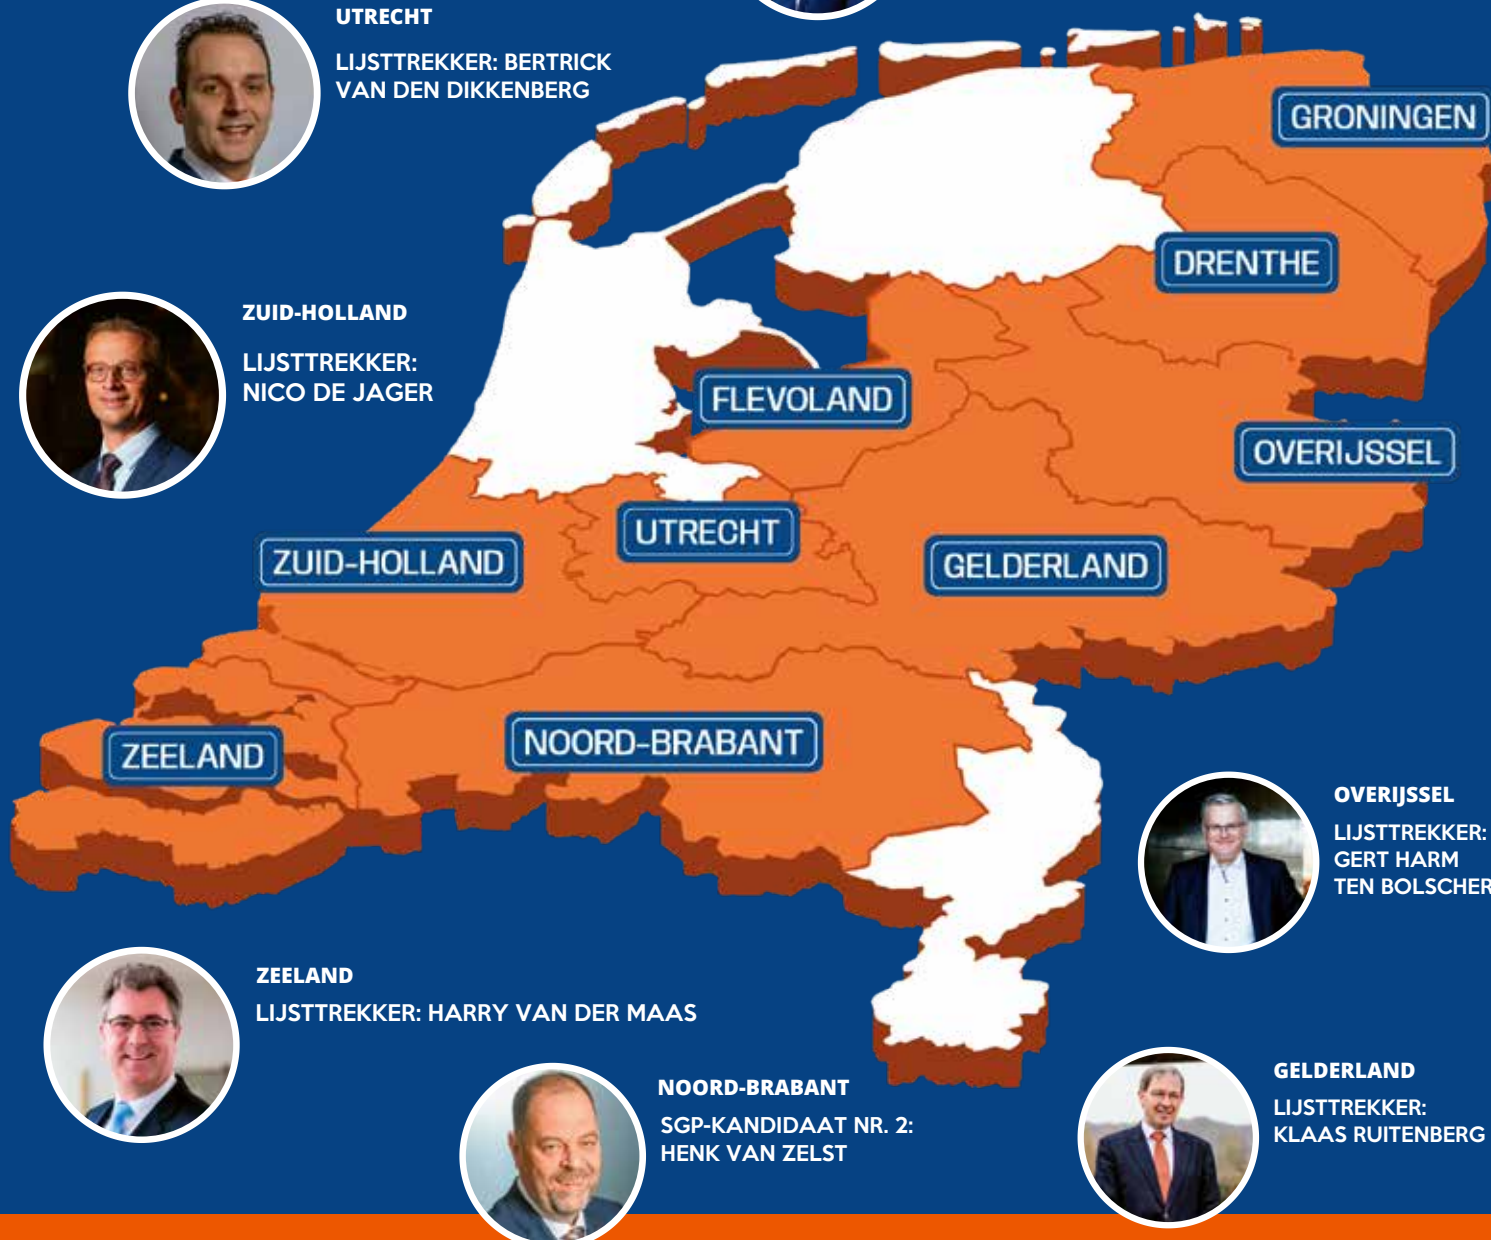 UTRECHT
LIJSTTREKKER: BERTRICK
VAN DEN DIKKENBERG
GRONINGEN
DRENTHE
ZUID-HOLLAND
LIJSTTREKKER:
NICO DE JAGER
FLEVOLAND
OVERIJSSEL
UTRECHT
ZUID-HOLLAND
GELDERLAND
ZEELAND
NOORD-BRABANT
OVERIJSSEL
LIJSTTREKKER:
GERT HARM
TEN BOLSCHER
ZEELAND
LIJSTTREKKER: HARRY VAN DER MAAS
NOORD-BRABANT
SGP-KANDIDAAT NR. 2:
HENK VAN ZELST
GELDERLAND
LIJSTTREKKER:
KLAAS RUITENBERG